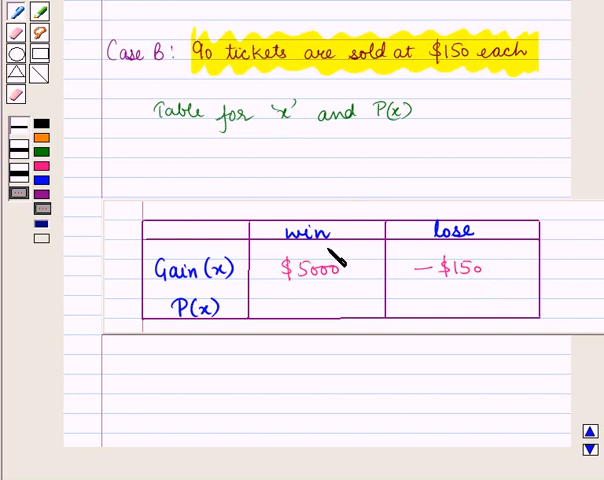 Case B: 90 tickets are sold at $150 each
Table for 'x' and P(x)
win lose
Gain (x) $5000 - $150
P(x)